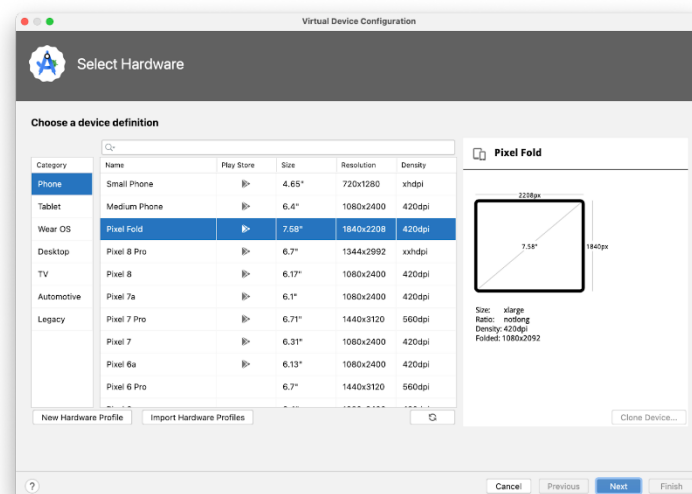 Virtual Device Configuration
Select Hardware
Choose a device definition
Category
Phone
Tablet
Wear OS
Desktop
TV
Automotive
Legacy
Name Play Store Size Resolution Density
Small Phone 4.65" 720x1280 xhdpi
Medium Phone 6.4" 1080x2400 420dpi
Pixel Fold 7.58" 1840x2208 420dpi
Pixel 8 Pro 6.7" 1344x2992 xxhdpi
Pixel 8 6.17" 1080x2400 420dpi
Pixel 7a 6.1" 1080x2400 420dpi
Pixel 7 Pro 6.71" 1440x3120 560dpi
Pixel 7 6.31" 1080x2400 420dpi
Pixel 6a 6.13" 1080x2400 420dpi
Pixel 6 Pro 6.7" 1440x3120 560dpi
New Hardware Profile Import Hardware Profiles
Pixel Fold
2208px
7.58"
1840px
Size: xlarge
Ratio: notlong
Density: 420dpi
Folded: 1080x2092
Clone Device...
? Cancel Previous Next Finish